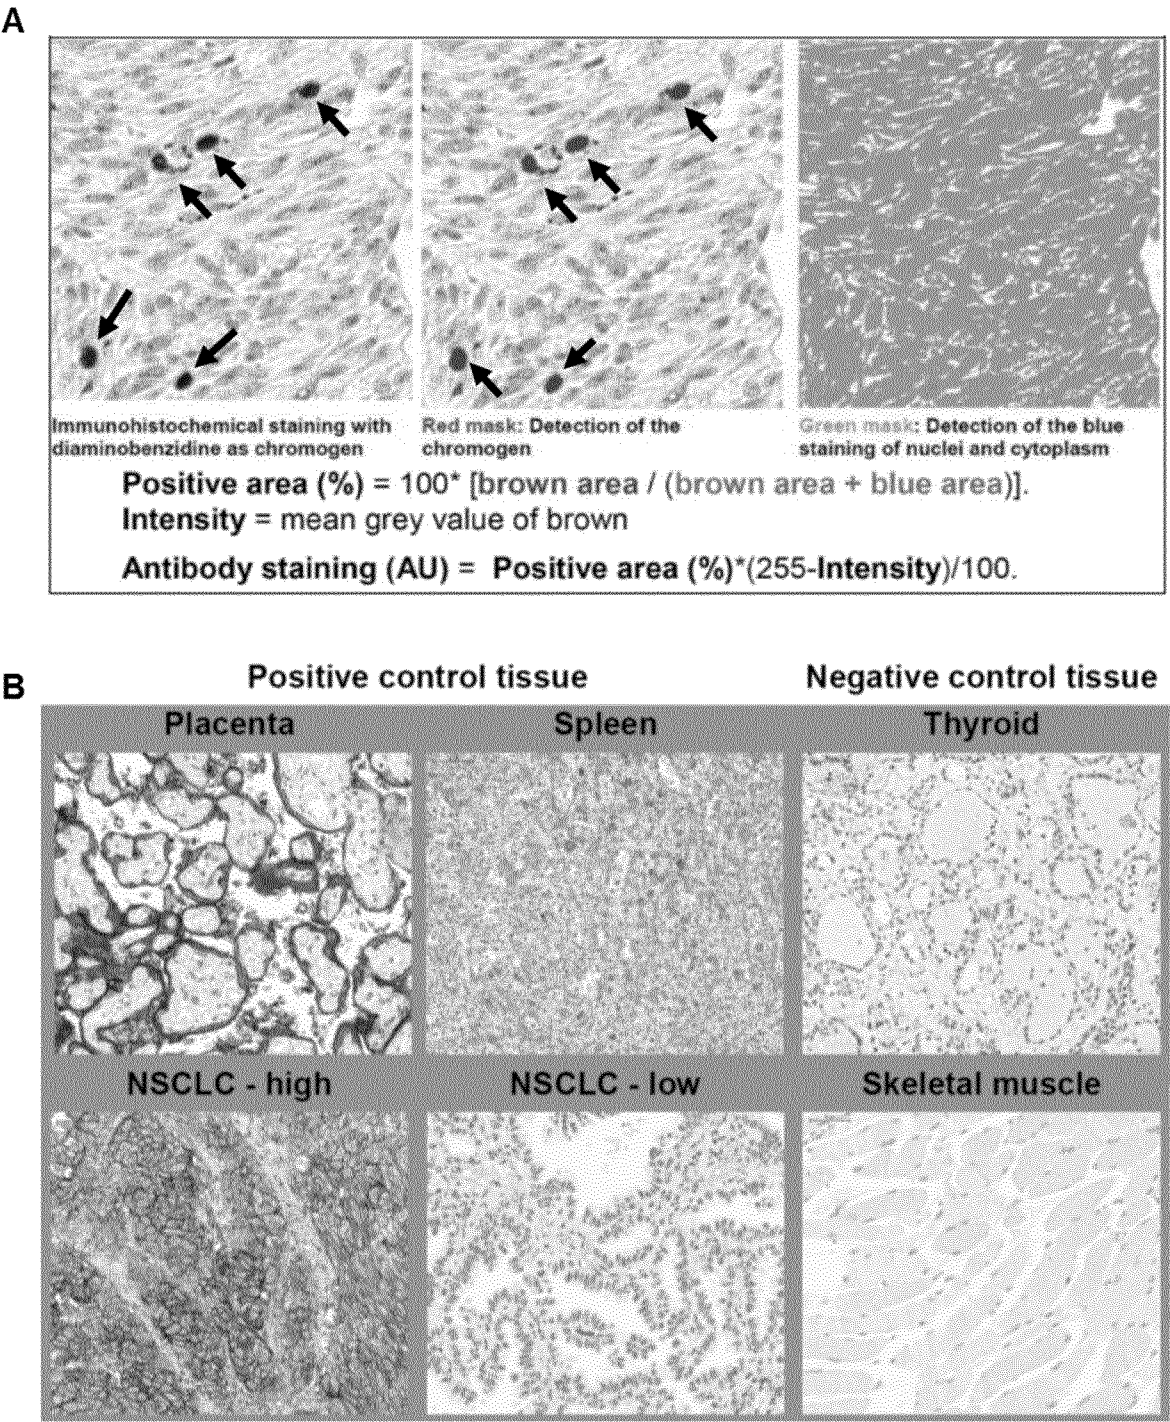 A
Immunohistochemical staining with
diaminobenzidine as chromogen
Red mask: Detection of the
chromogen
Green mask: Detection of the blue
staining of nuclei and cytoplasm
Positive area (%) = 100* [brown area / (brown area + blue area)].
Intensity = mean grey value of brown
Antibody staining (AU) = Positive area (%)*(255-Intensity)/100.
B
Positive control tissue
Negative control tissue
Placenta
Spleen
Thyroid
NSCLC - high
NSCLC - low
Skeletal muscle